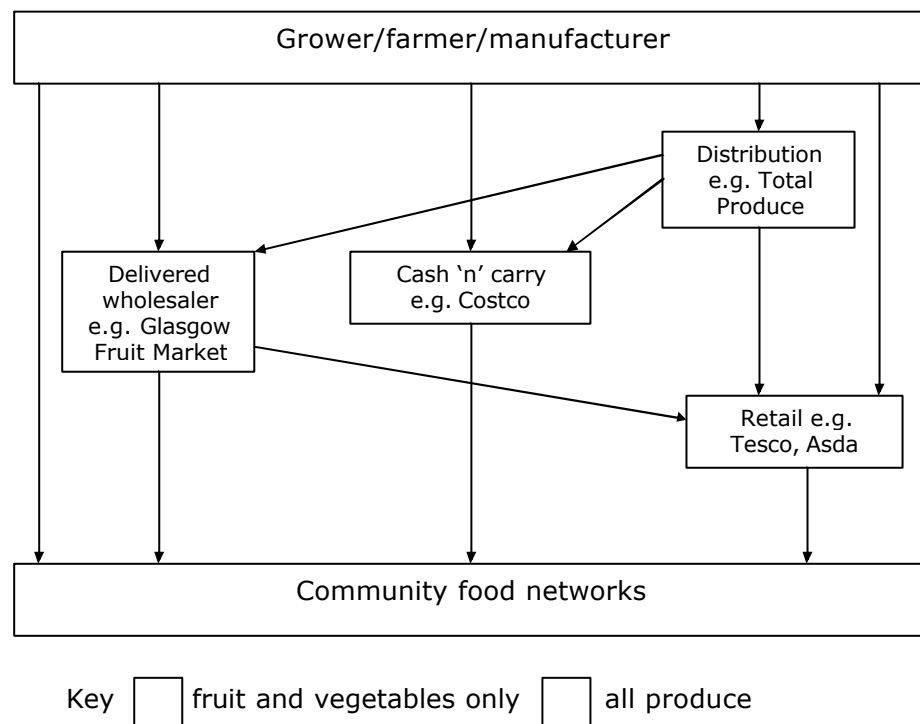 Grower/farmer/manufacturer
Distribution
e.g. Total
Produce
Delivered
wholesaler
e.g. Glasgow
Fruit Market
Cash ‘n’ carry
e.g. Costco
Retail e.g.
Tesco, Asda
Community food networks
Key fruit and vegetables only all produce